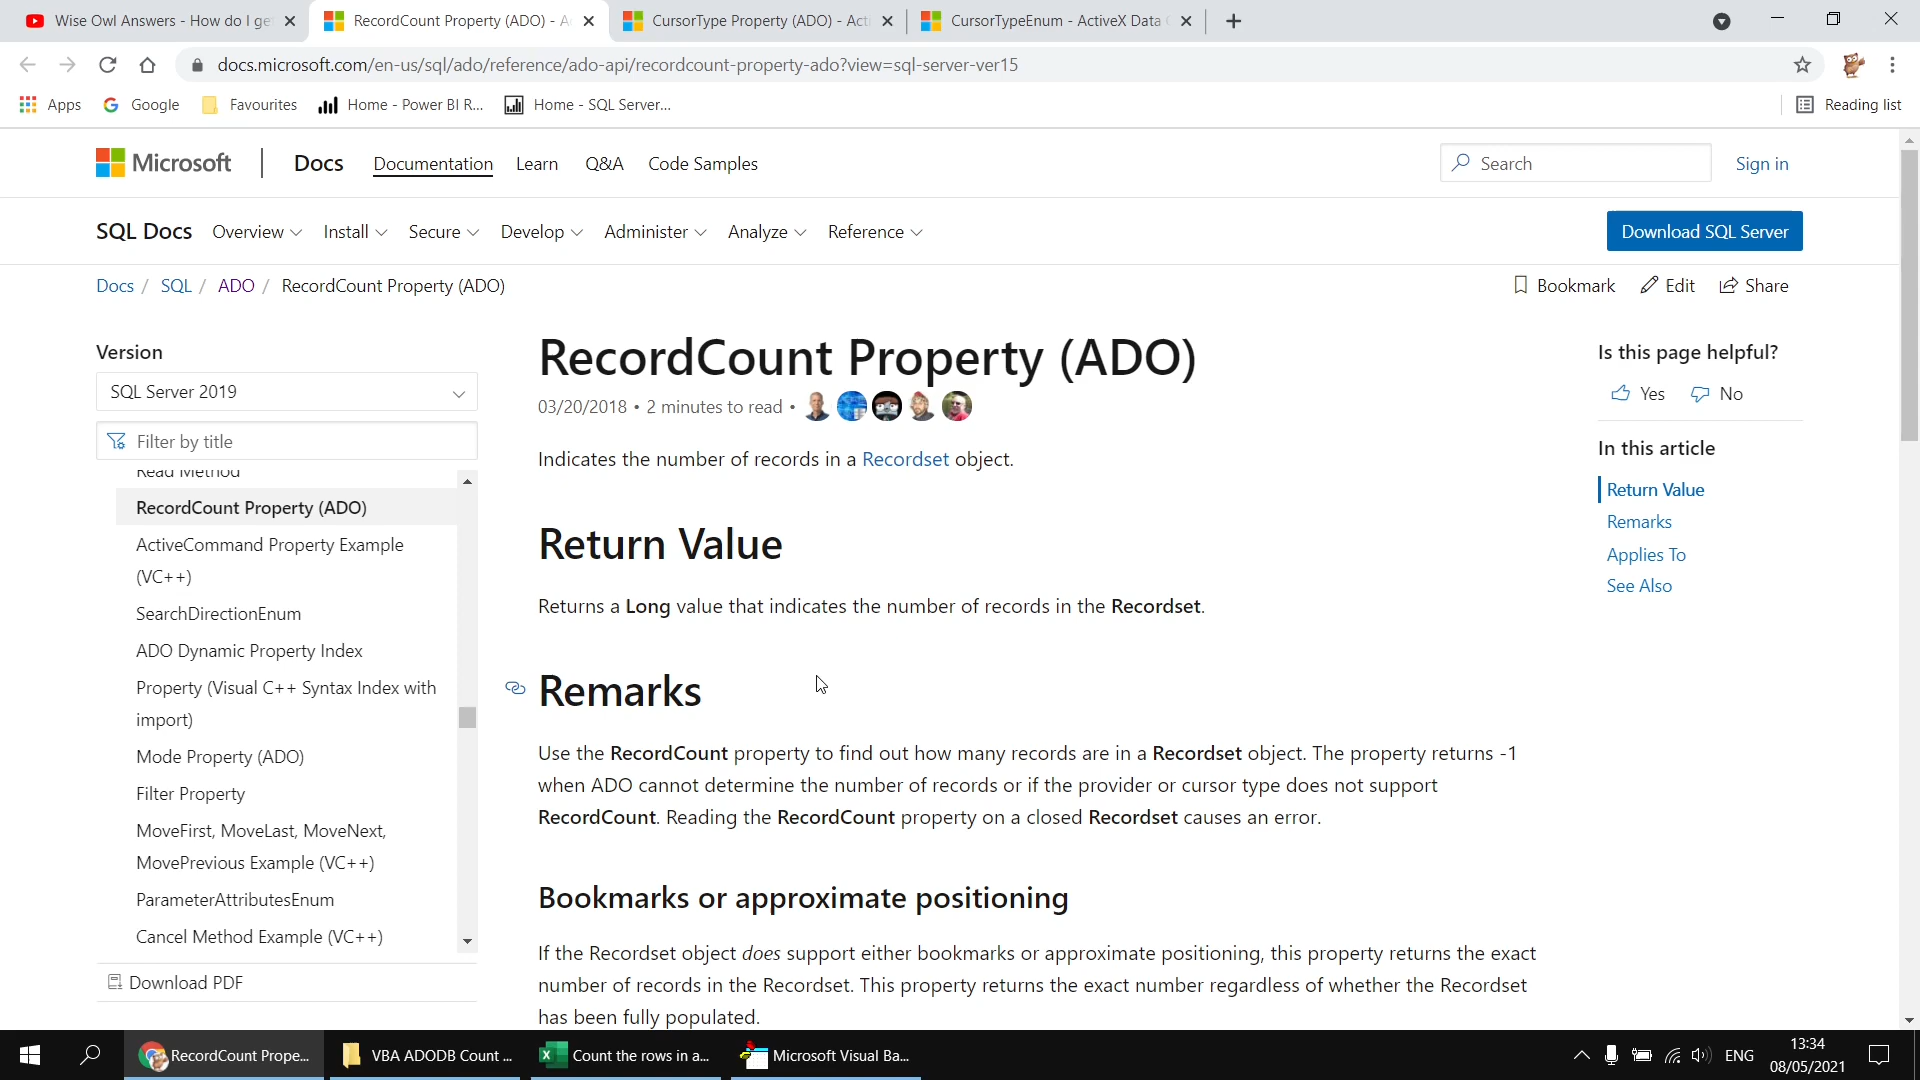 Wise Owl Answers - How do I get
RecordCount Property (ADO) - A
CursorType Property (ADO) - Acti
CursorTypeEnum - ActiveX Data
docs.microsoft.com/en-us/sql/ado/reference/ado-api/recordcount-property-ado?view=sql-server-ver15
Apps
Google
Favourites
Home - Power BI R...
Home - SQL Server...
Reading list
Microsoft
Docs
Documentation
Learn
Q&A
Code Samples
Search
Sign in
SQL Docs
Overview
Install
Secure
Develop
Administer
Analyze
Reference
Download SQL Server
Docs / SQL / ADO / RecordCount Property (ADO)
Bookmark
Edit
Share
Version
SQL Server 2019
Filter by title
Read Method
RecordCount Property (ADO)
ActiveCommand Property Example
(VC++)
SearchDirectionEnum
ADO Dynamic Property Index
Property (Visual C++ Syntax Index with
import)
Mode Property (ADO)
Filter Property
MoveFirst, MoveLast, MoveNext,
MovePrevious Example (VC++)
ParameterAttributesEnum
Cancel Method Example (VC++)
Download PDF
RecordCount Property (ADO)
03/20/2018 • 2 minutes to read •
Indicates the number of records in a Recordset object.
Return Value
Returns a Long value that indicates the number of records in the Recordset.
Remarks
Use the RecordCount property to find out how many records are in a Recordset object. The property returns -1
when ADO cannot determine the number of records or if the provider or cursor type does not support
RecordCount. Reading the RecordCount property on a closed Recordset causes an error.
Bookmarks or approximate positioning
If the Recordset object does support either bookmarks or approximate positioning, this property returns the exact
number of records in the Recordset. This property returns the exact number regardless of whether the Recordset
has been fully populated.
Is this page helpful?
Yes
No
In this article
Return Value
Remarks
Applies To
See Also
RecordCount Prope...
VBA ADODB Count ...
Count the rows in a...
Microsoft Visual Ba...
ENG
13:34
08/05/2021